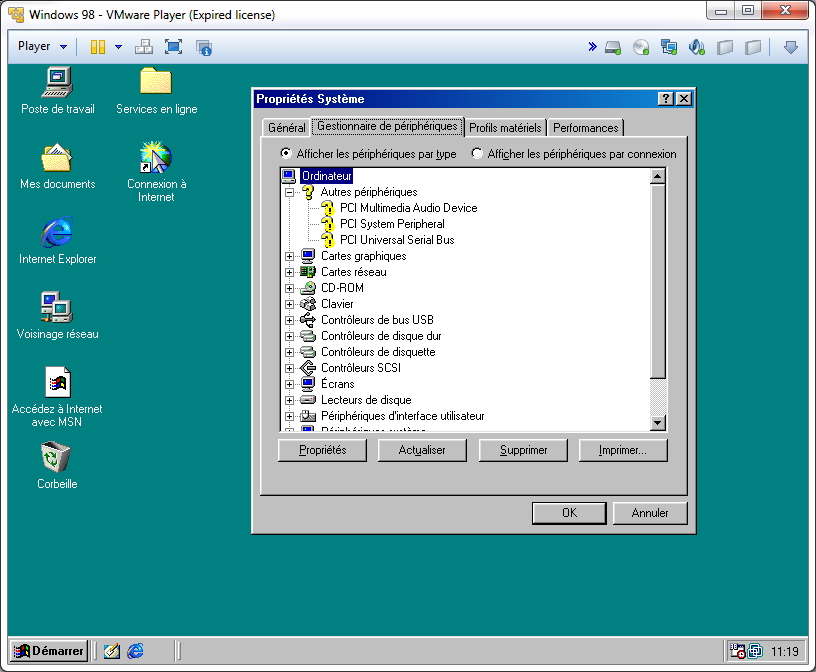 Windows 98 - VMware Player (Expired license)
Player
Poste de travail
Services en ligne
Mes documents
Connexion à
Internet
Internet Explorer
Voisinage réseau
Accédez à Internet
avec MSN
Corbeille
Propriétés Système
Général
Gestionnaire de périphériques
Profils matériels
Performances
Afficher les périphériques par type
Afficher les périphériques par connexion
Ordinateur
Autres périphériques
PCI Multimedia Audio Device
PCI System Peripheral
PCI Universal Serial Bus
Cartes graphiques
Cartes réseau
CD-ROM
Clavier
Contrôleurs de bus USB
Contrôleurs de disque dur
Contrôleurs de disquette
Contrôleurs SCSI
Écrans
Lecteurs de disque
Périphériques d'interface utilisateur
Périphériques système
Propriétés
Actualiser
Supprimer
Imprimer...
OK
Annuler
Démarrer
11:19